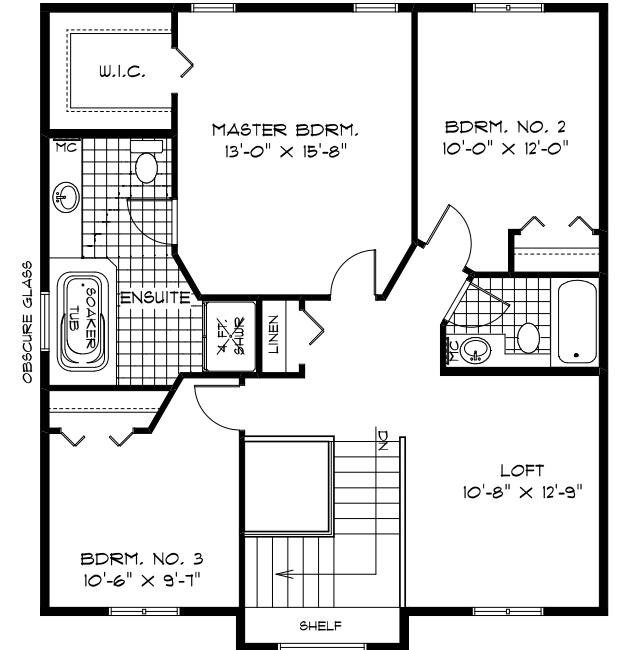 W.I.C.
MASTER BDRM.
13'-0" X 15'-8"
BDRM. NO. 2
10'-0" X 12'-0"
MC
OBSCURE GLASS
ENSUITE
SOAKER
TUB
4 FT.
SHWR
LINEN
MC
DN
LOFT
10'-8" X 12'-9"
BDRM. NO. 3
10'-6" X 9'-7"
SHELF